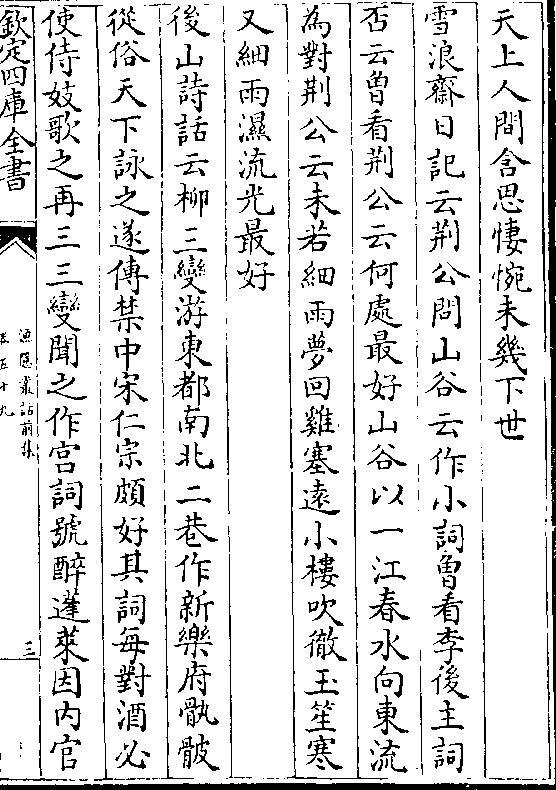 天上人間含思悽惋未幾下世
雪浪齋日記云荆公問山谷云作小詞曽看李後主詞
否云曽看荆公云何處最好山谷以一江春水向東流
為對荆公云未若細雨夢回雞塞遠小樓吹徹玉笙寒
又細雨濕流光最好
後山詩話云柳三變游東都南北二巷作新樂府骫骳
從俗天下詠之遂傳禁中宋仁宗頗好其詞每對酒必
使侍妓歌之再三三變聞之作宫詞號醉蓬萊因内官
欽定四庫全書
漁隱叢話前集
卷五十九
三